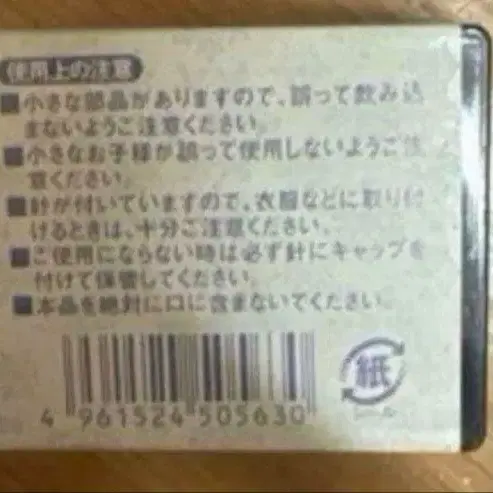 使用上の注意
■小さな部品がありますので、誤って飲み込
まないようご注意ください。
■小さなお子様が誤って使用しないようご注
意ください。
■針が付いていますので、衣服などに取り付
けるときは、十分ご注意ください。
■ご使用にならない時は必ず針にキャップを
付けて保管してください。
■本品を絶対に口に含まないでください。
紙
4 961524 505630